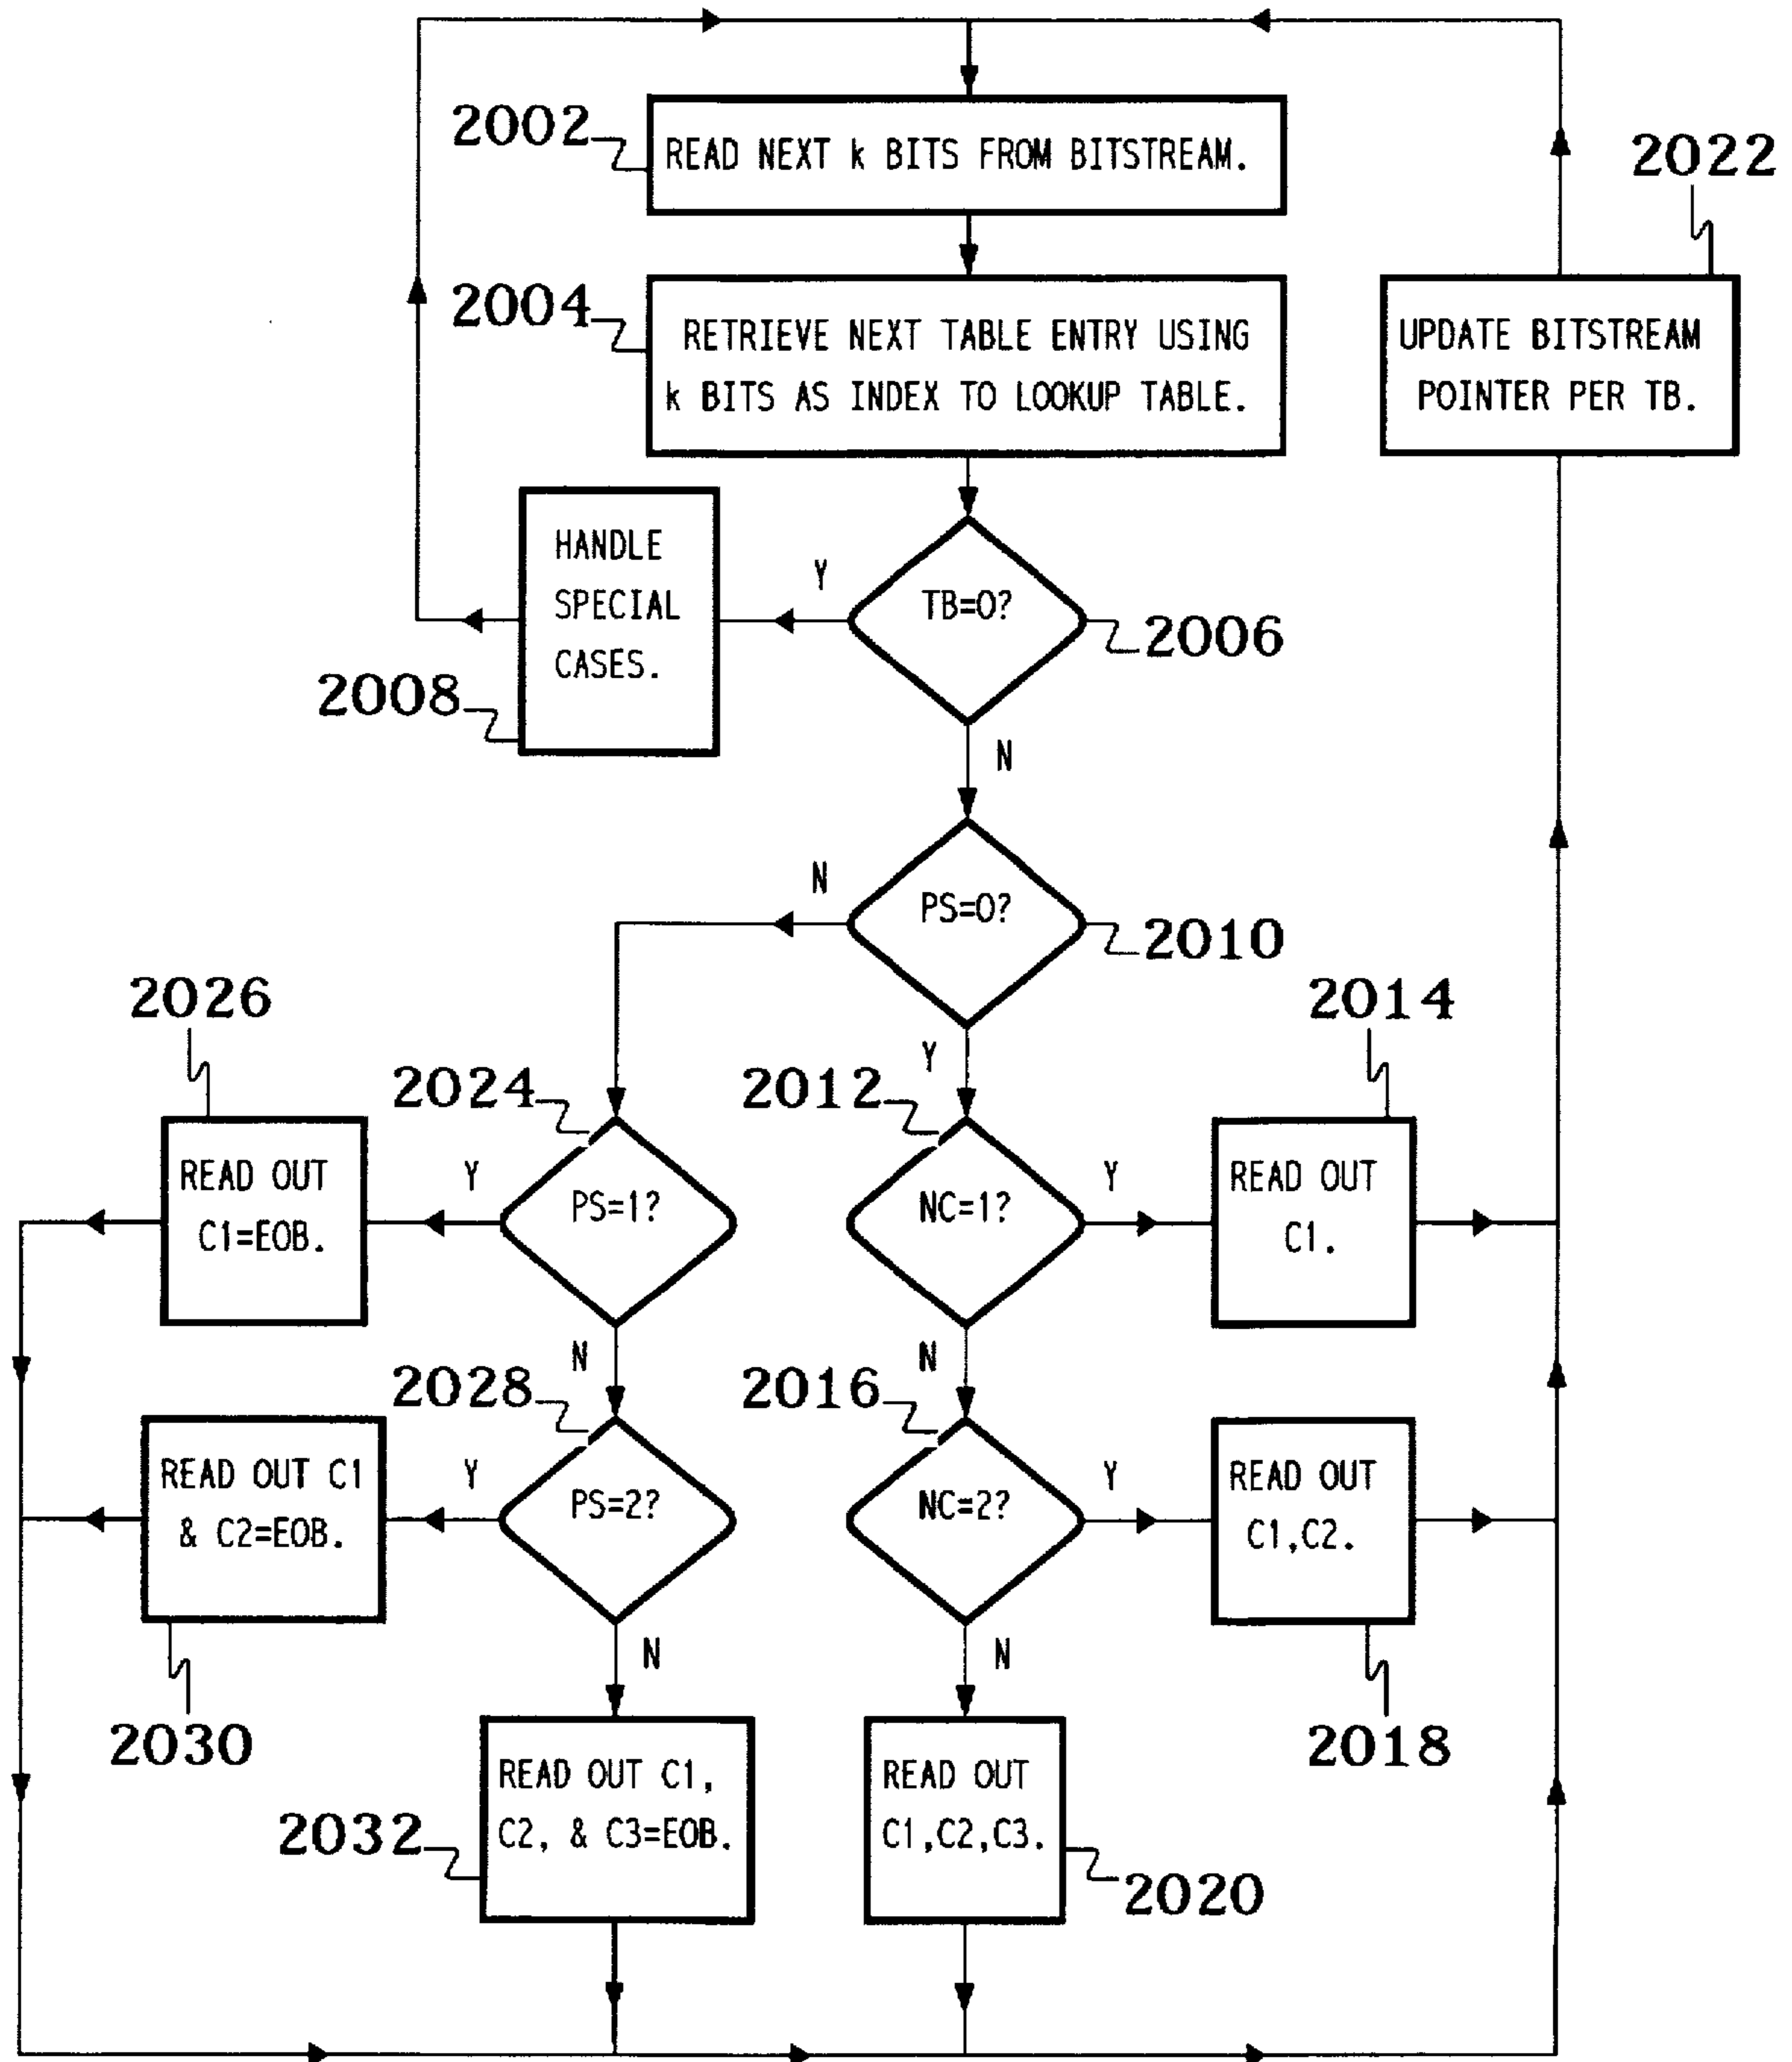 2002
READ NEXT k BITS FROM BITSTREAM.
2022
2004
RETRIEVE NEXT TABLE ENTRY USING
k BITS AS INDEX TO LOOKUP TABLE.
UPDATE BITSTREAM
POINTER PER TB.
HANDLE
SPECIAL
CASES.
2008
Y
TB=0?
2006
N
N
PS=0?
2010
Y
2026
2024
2012
2014
READ OUT
C1=EOB.
Y
PS=1?
N
NC=1?
Y
N
READ OUT
C1.
2028
2016
READ OUT C1
& C2=EOB.
2030
Y
PS=2?
N
NC=2?
Y
N
READ OUT
C1,C2.
2018
READ OUT C1,
C2, & C3=EOB.
2032
READ OUT
C1,C2,C3.
2020